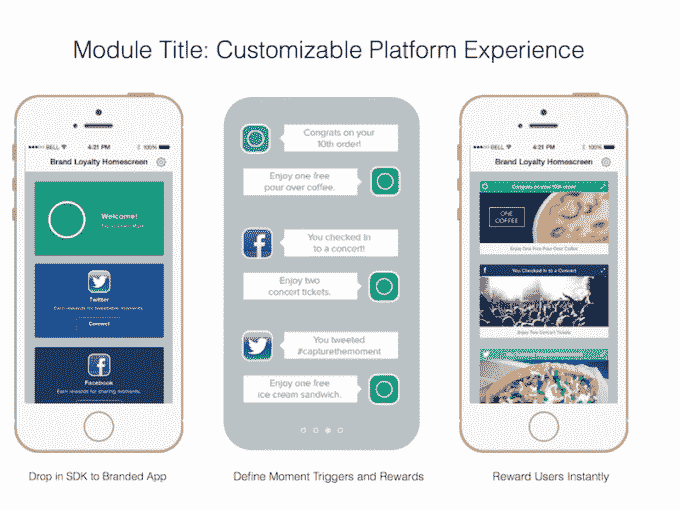 Module Title: Customizable Platform Experience
BELL 4:21 PM 100%
Brand Loyalty Homescreen
Welcome!
Twitter
Earn rewards for tweetable moments.
Connect
Facebook
Earn rewards for sharing moments.
Congrats on your
10th order!
Enjoy one free
pour over coffee.
You checked In
to a concert!
Enjoy two
concert tickets.
You tweeted
#capturethemoment
Enjoy one free
ice cream sandwich.
BELL 4:21 PM 100%
Brand Loyalty Homescreen
Congrats on your 10th order!
ONE
COFFEE
Enjoy One Free Pour Over Coffee
You Checked In to a Concert
Enjoy Two Concert Tickets
Drop in SDK to Branded App
Define Moment Triggers and Rewards
Reward Users Instantly